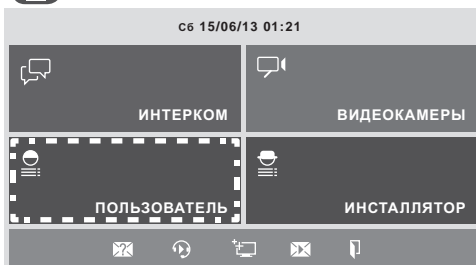 Сб 15/06/13 01:21
ИНТЕРКОМ
ВИДЕОКАМЕРЫ
ПОЛЬЗОВАТЕЛЬ
ИНСТАЛЛЯТОР